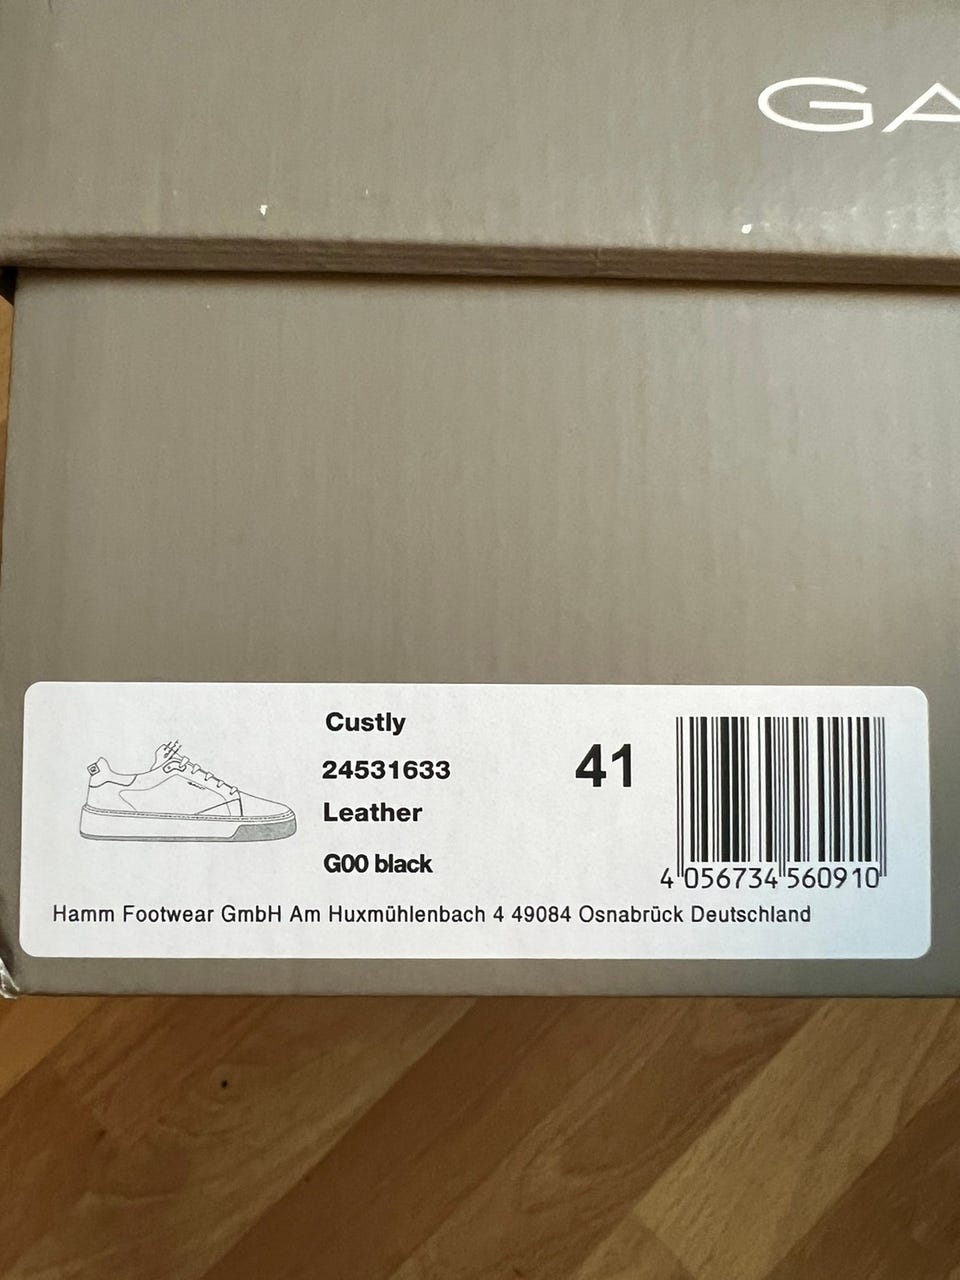 GA
Custly
24531633
Leather
G00 black
41
4 056734 560910
Hamm Footwear GmbH Am Huxmühlenbach 4 49084 Osnabrück Deutschland